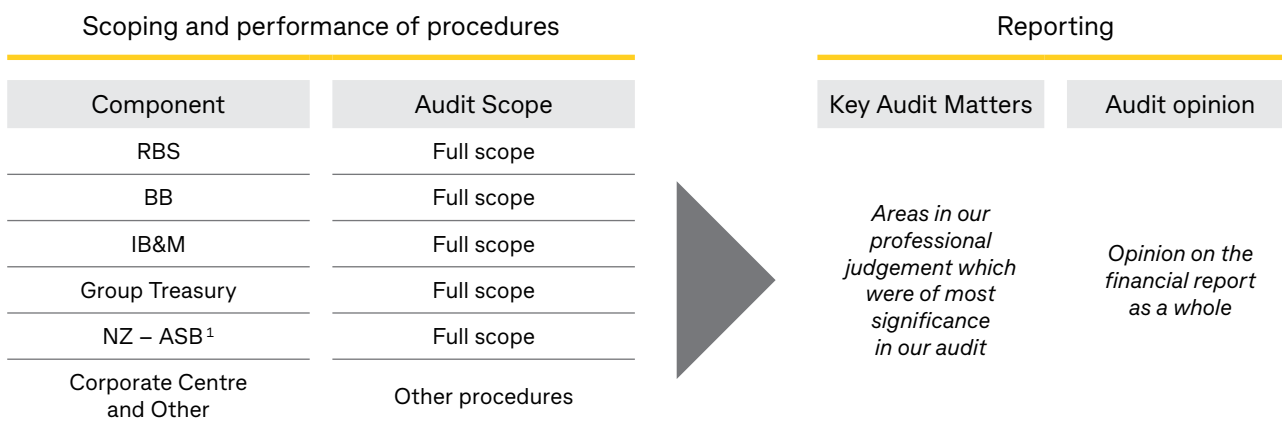 Scoping and performance of procedures
Reporting
Component
Audit Scope
Key Audit Matters
Audit opinion
RBS
Full scope
BB
Full scope
IB&M
Full scope
Group Treasury
Full scope
NZ – ASB¹
Full scope
Corporate Centre
and Other
Other procedures
Areas in our
professional
judgement which
were of most
significance
in our audit
Opinion on the
financial report
as a whole